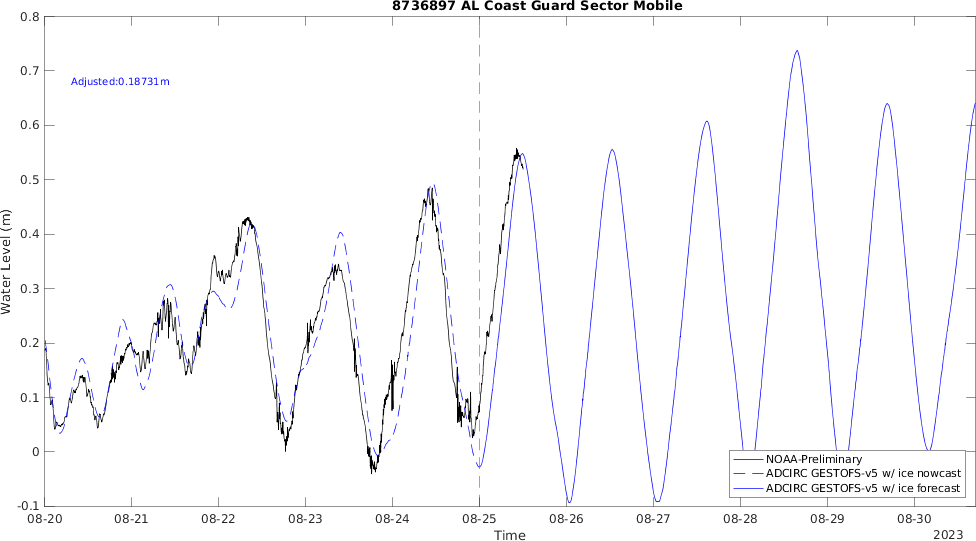 8736897 AL Coast Guard Sector Mobile
0.8
0.7
Adjusted:0.18731m
0.6
0.5
0.4
0.3
0.2
0.1
0
-0.1
Water Level (m)
NOAA-Preliminary
ADCIRC GESTOFS-v5 w/ ice nowcast
ADCIRC GESTOFS-v5 w/ ice forecast
08-20 08-21 08-22 08-23 08-24 08-25 08-26 08-27 08-28 08-29 08-30
Time
2023